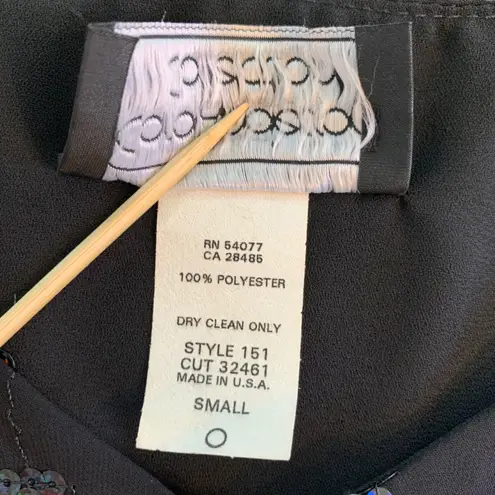 RN 54077
CA 28485
100% POLYESTER
DRY CLEAN ONLY
STYLE 151
CUT 32461
MADE IN U.S.A.
SMALL